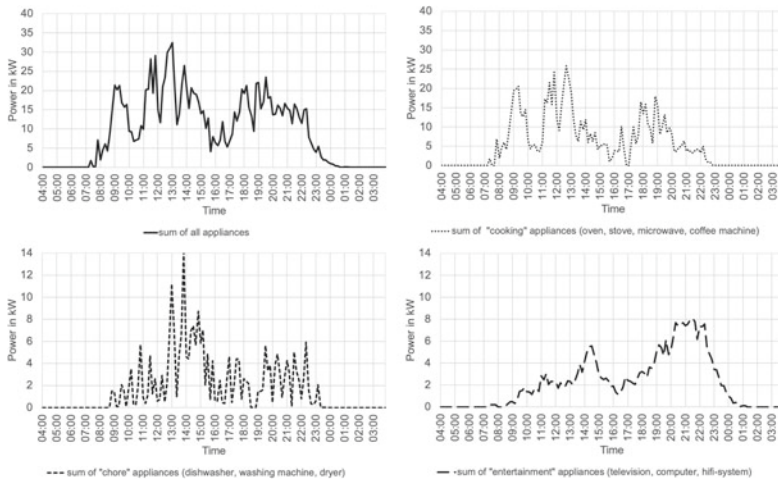 40
35
30
25
20
15
10
5
0
Power in kW
04:00 05:00 06:00 07:00 08:00 09:00 10:00 11:00 12:00 13:00 14:00 15:00 16:00 17:00 18:00 19:00 20:00 21:00 22:00 23:00 00:00 01:00 02:00 03:00
Time
sum of all appliances
40
35
30
25
20
15
10
5
0
Power in kW
04:00 05:00 06:00 07:00 08:00 09:00 10:00 11:00 12:00 13:00 14:00 15:00 16:00 17:00 18:00 19:00 20:00 21:00 22:00 23:00 00:00 01:00 02:00 03:00
Time
sum of "cooking" appliances (oven, stove, microwave, coffee machine)
14
12
10
8
6
4
2
0
Power in kW
04:00 05:00 06:00 07:00 08:00 09:00 10:00 11:00 12:00 13:00 14:00 15:00 16:00 17:00 18:00 19:00 20:00 21:00 22:00 23:00 00:00 01:00 02:00 03:00
Time
sum of "chore" appliances (dishwasher, washing machine, dryer)
14
12
10
8
6
4
2
0
Power in kW
04:00 05:00 06:00 07:00 08:00 09:00 10:00 11:00 12:00 13:00 14:00 15:00 16:00 17:00 18:00 19:00 20:00 21:00 22:00 23:00 00:00 01:00 02:00 03:00
Time
sum of "entertainment" appliances (television, computer, hifi-system)